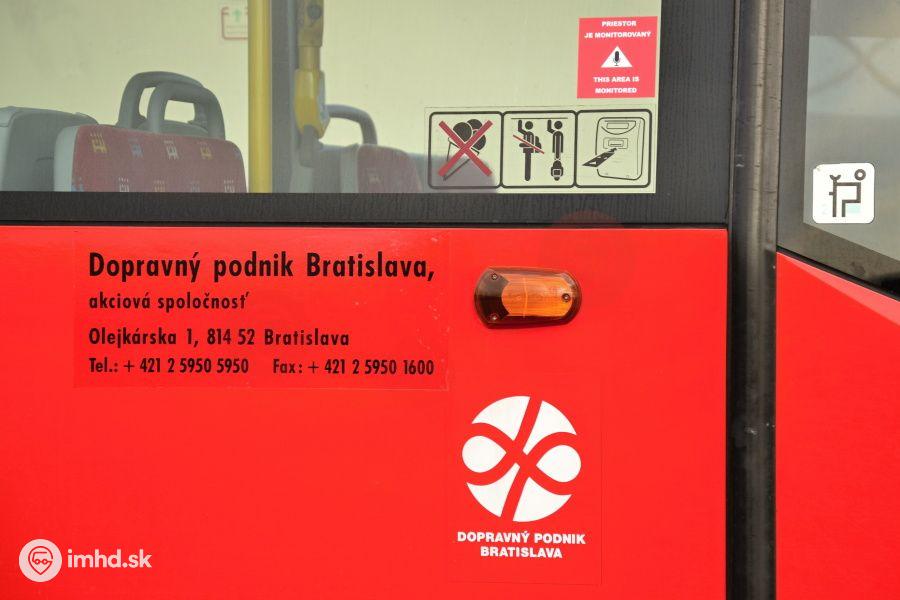 PRIESTOR
JE MONITOROVANÝ
THIS AREA IS
MONITORED
Dopravný podnik Bratislava,
akciová spoločnosť
Olejkárska 1, 814 52 Bratislava
Tel.: + 421 2 5950 5950 Fax: + 421 2 5950 1600
DOPRAVNÝ PODNIK
BRATISLAVA
imhd.sk